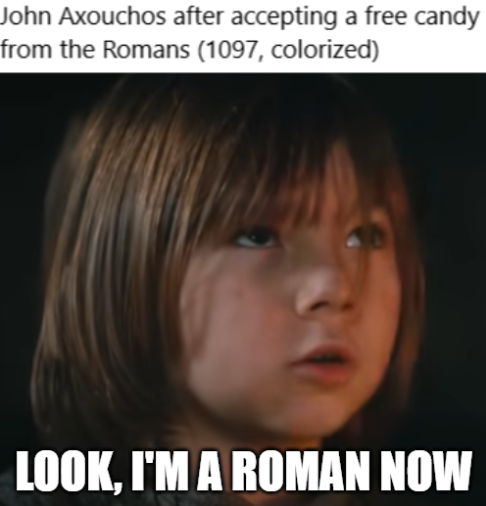 John Axouchos after accepting a free candy
from the Romans (1097, colorized)
LOOK, I'M A ROMAN NOW